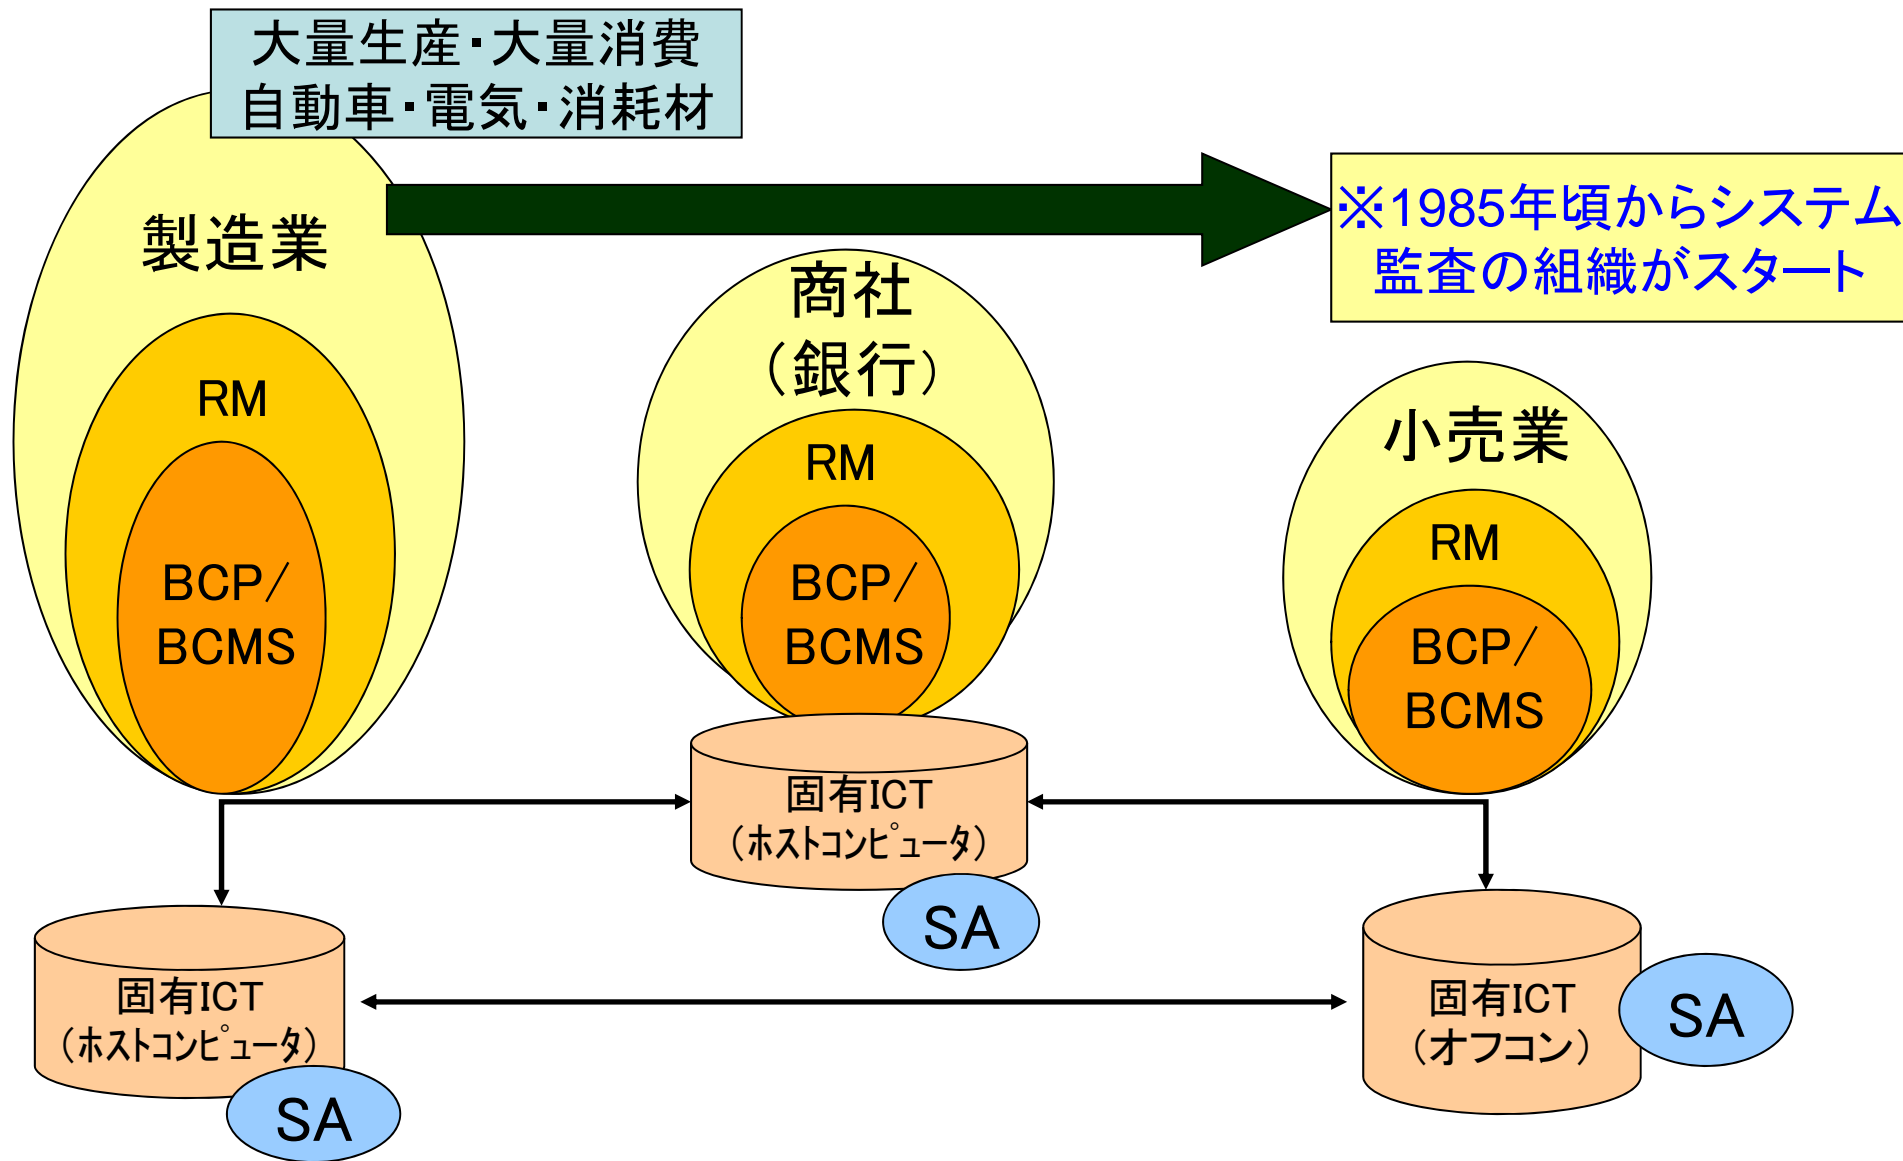 大量生産・大量消費
自動車・電気・消耗材
製造業
RM
BCP/
BCMS
商社
（銀行）
RM
BCP/
BCMS
※1985年頃からシステム
監査の組織がスタート
小売業
RM
BCP/
BCMS
固有ICT
（ﾎｽﾄｺﾝﾋﾟｭｰﾀ）
SA
固有ICT
（ﾎｽﾄｺﾝﾋﾟｭｰﾀ）
SA
固有ICT
（オフコン）
SA